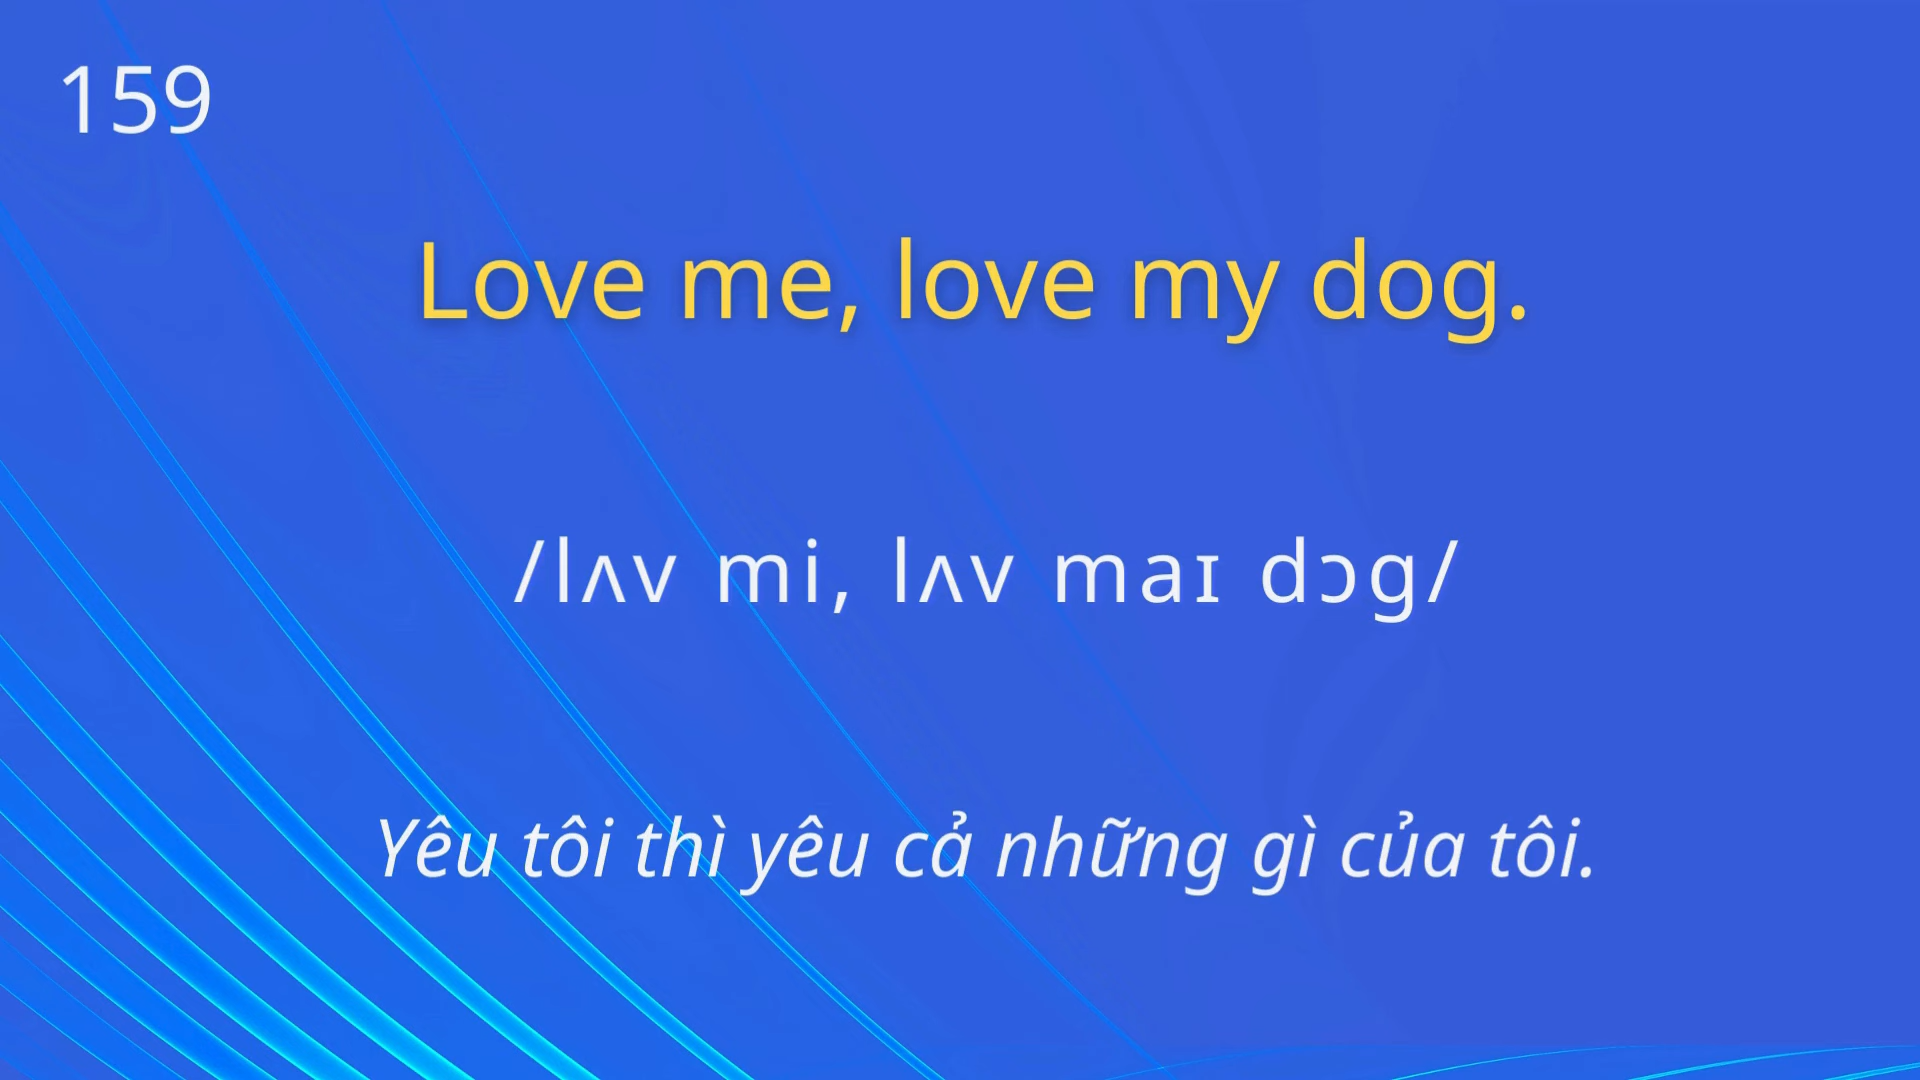 159
Love me, love my dog.
/lʌv mi, lʌv maɪ dɔg/
Yêu tôi thì yêu cả những gì của tôi.